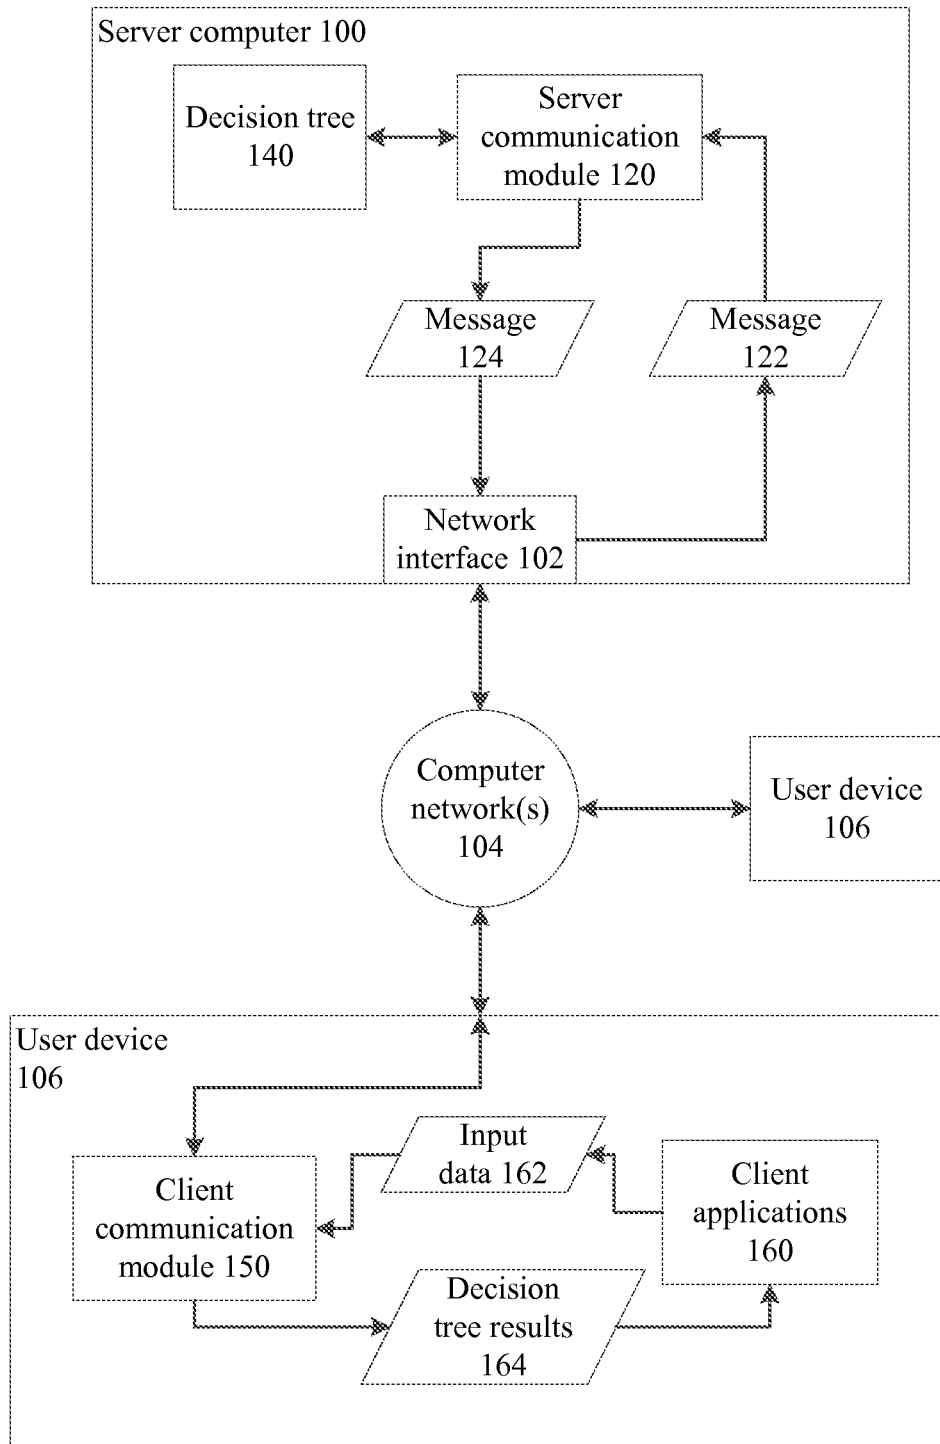 Server computer 100
Decision tree
140
Server
communication
module 120
Message
124
Message
122
Network
interface 102
Computer
network(s)
104
User device
106
User device
106
Input
data 162
Client
applications
160
Client
communication
module 150
Decision
tree results
164